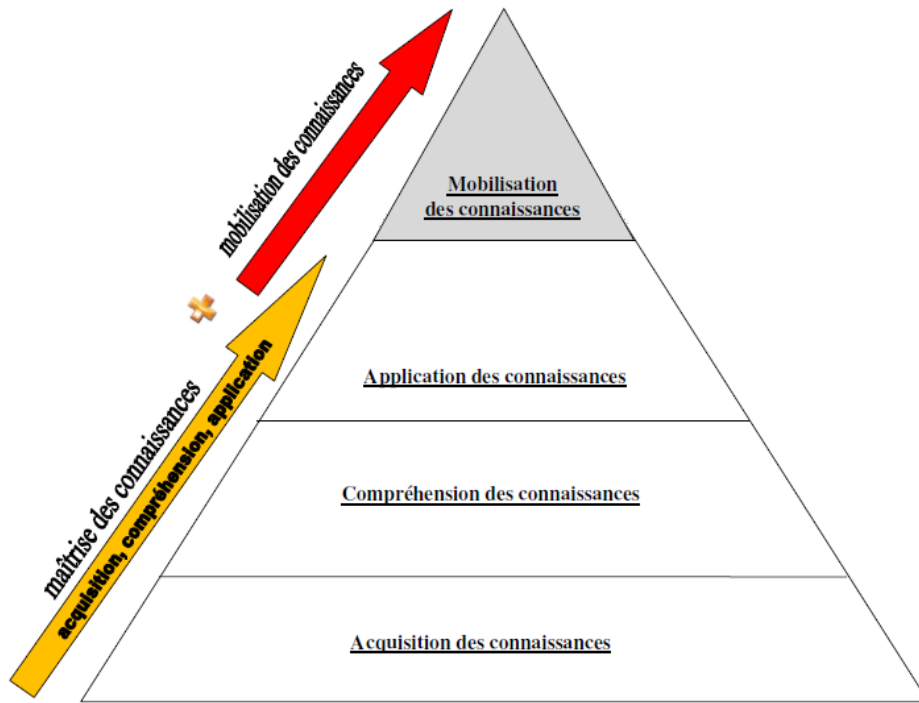 mobilisation des connaissances
Mobilisation
des connaissances
maîtrise des connaissances
acquisition, compréhension, application
Application des connaissances
Compréhension des connaissances
Acquisition des connaissances